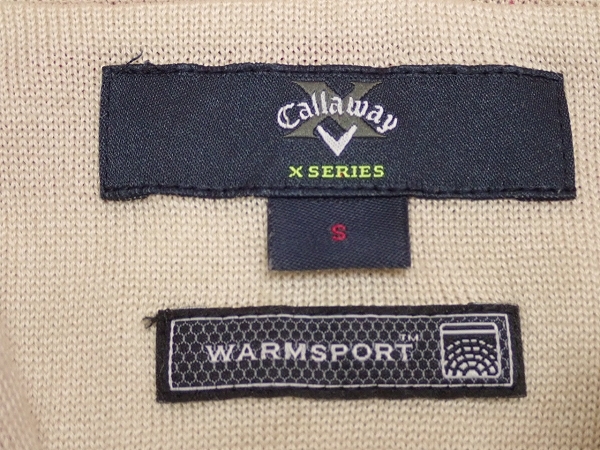 Callaway
X SERIES
S
WARMSPORT™